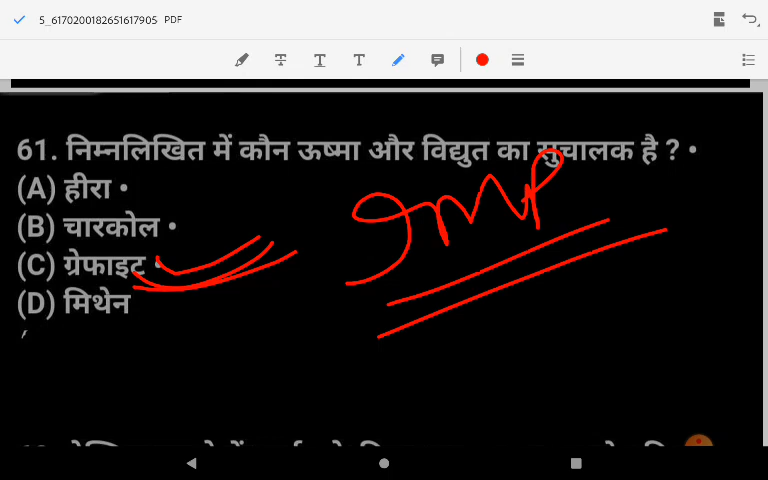 5_6170200182651617905 PDF
61. निम्नलिखित में कौन ऊष्मा और विद्युत का सुचालक है ? •
(A) हीरा •
(B) चारकोल •
(C) ग्रेफाइट •
(D) मिथेन
Imp